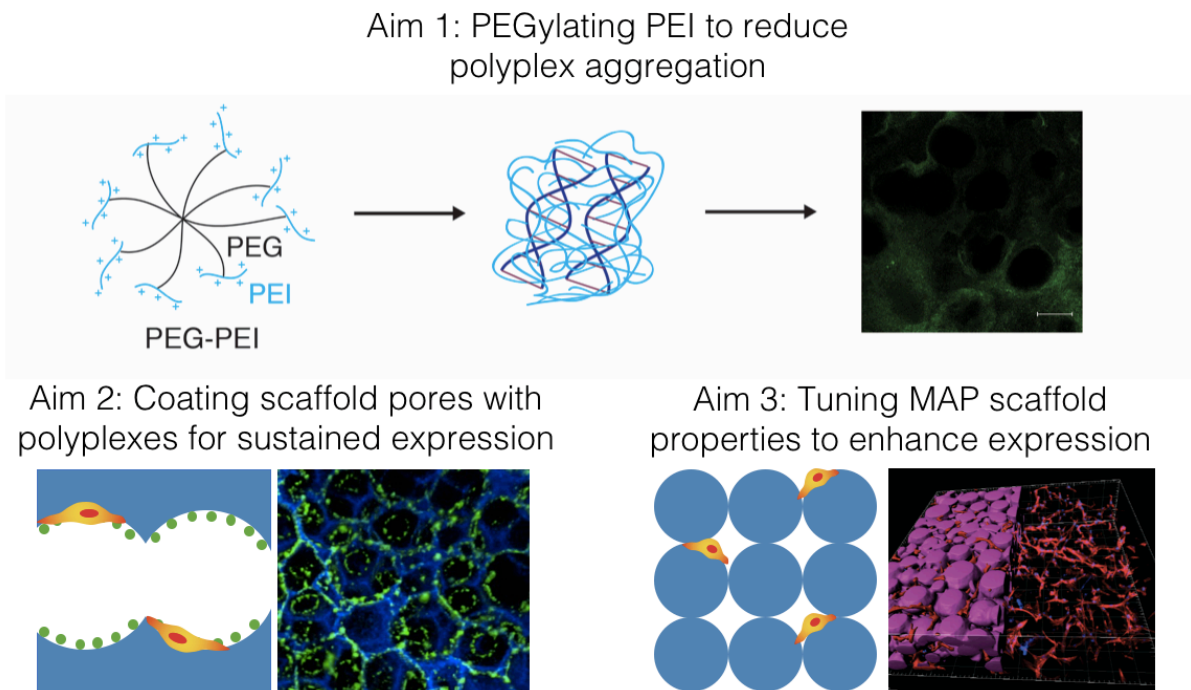 Aim 1: PEGylating PEI to reduce
polyplex aggregation
PEG
PEI
PEG-PEI
Aim 2: Coating scaffold pores with
polyplexes for sustained expression
Aim 3: Tuning MAP scaffold
properties to enhance expression